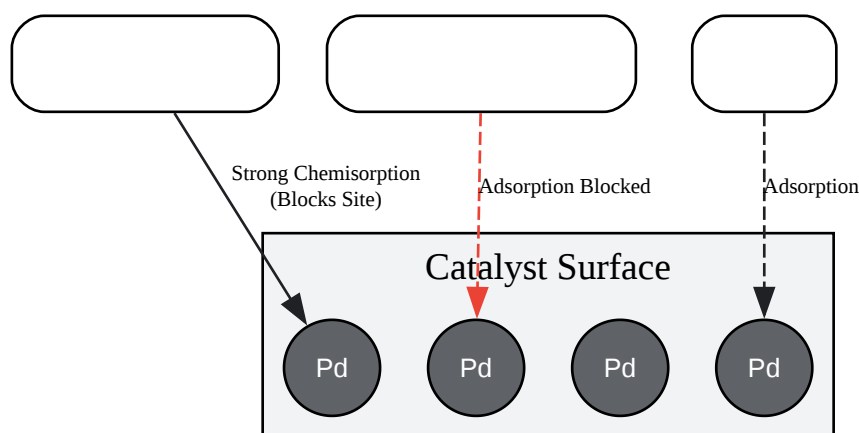 Strong Chemisorption
(Blocks Site)
Adsorption Blocked
Adsorption
Catalyst Surface
Pd
Pd
Pd
Pd